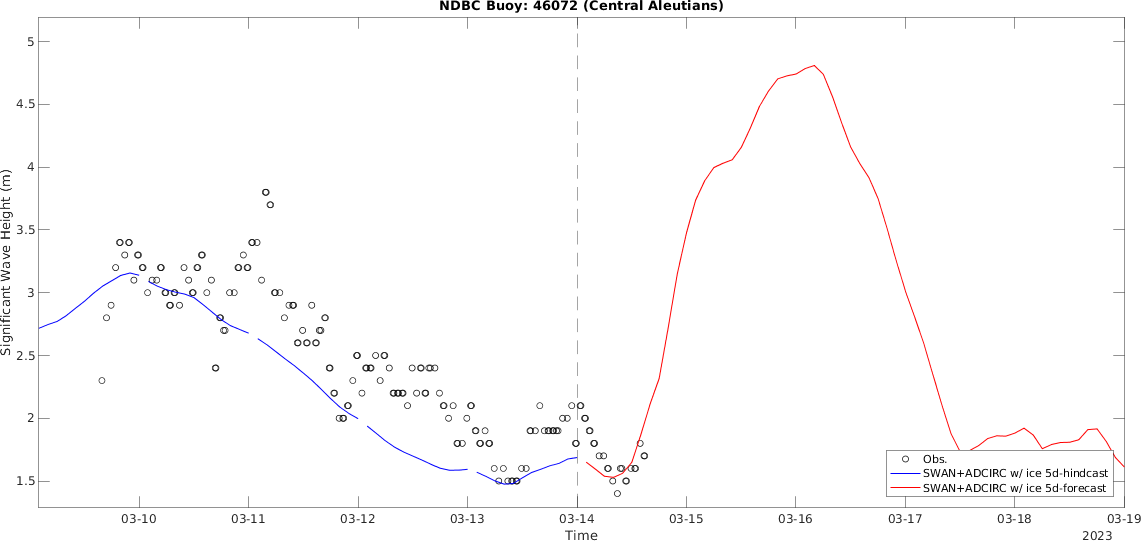 NDBC Buoy: 46072 (Central Aleutians)
5
4.5
4
3.5
3
2.5
2
1.5
Significant Wave Height (m)
Obs.
SWAN+ADCIRC w/ ice 5d-hindcast
SWAN+ADCIRC w/ ice 5d-forecast
03-10 03-11 03-12 03-13 03-14 03-15 03-16 03-17 03-18 03-19
Time
2023